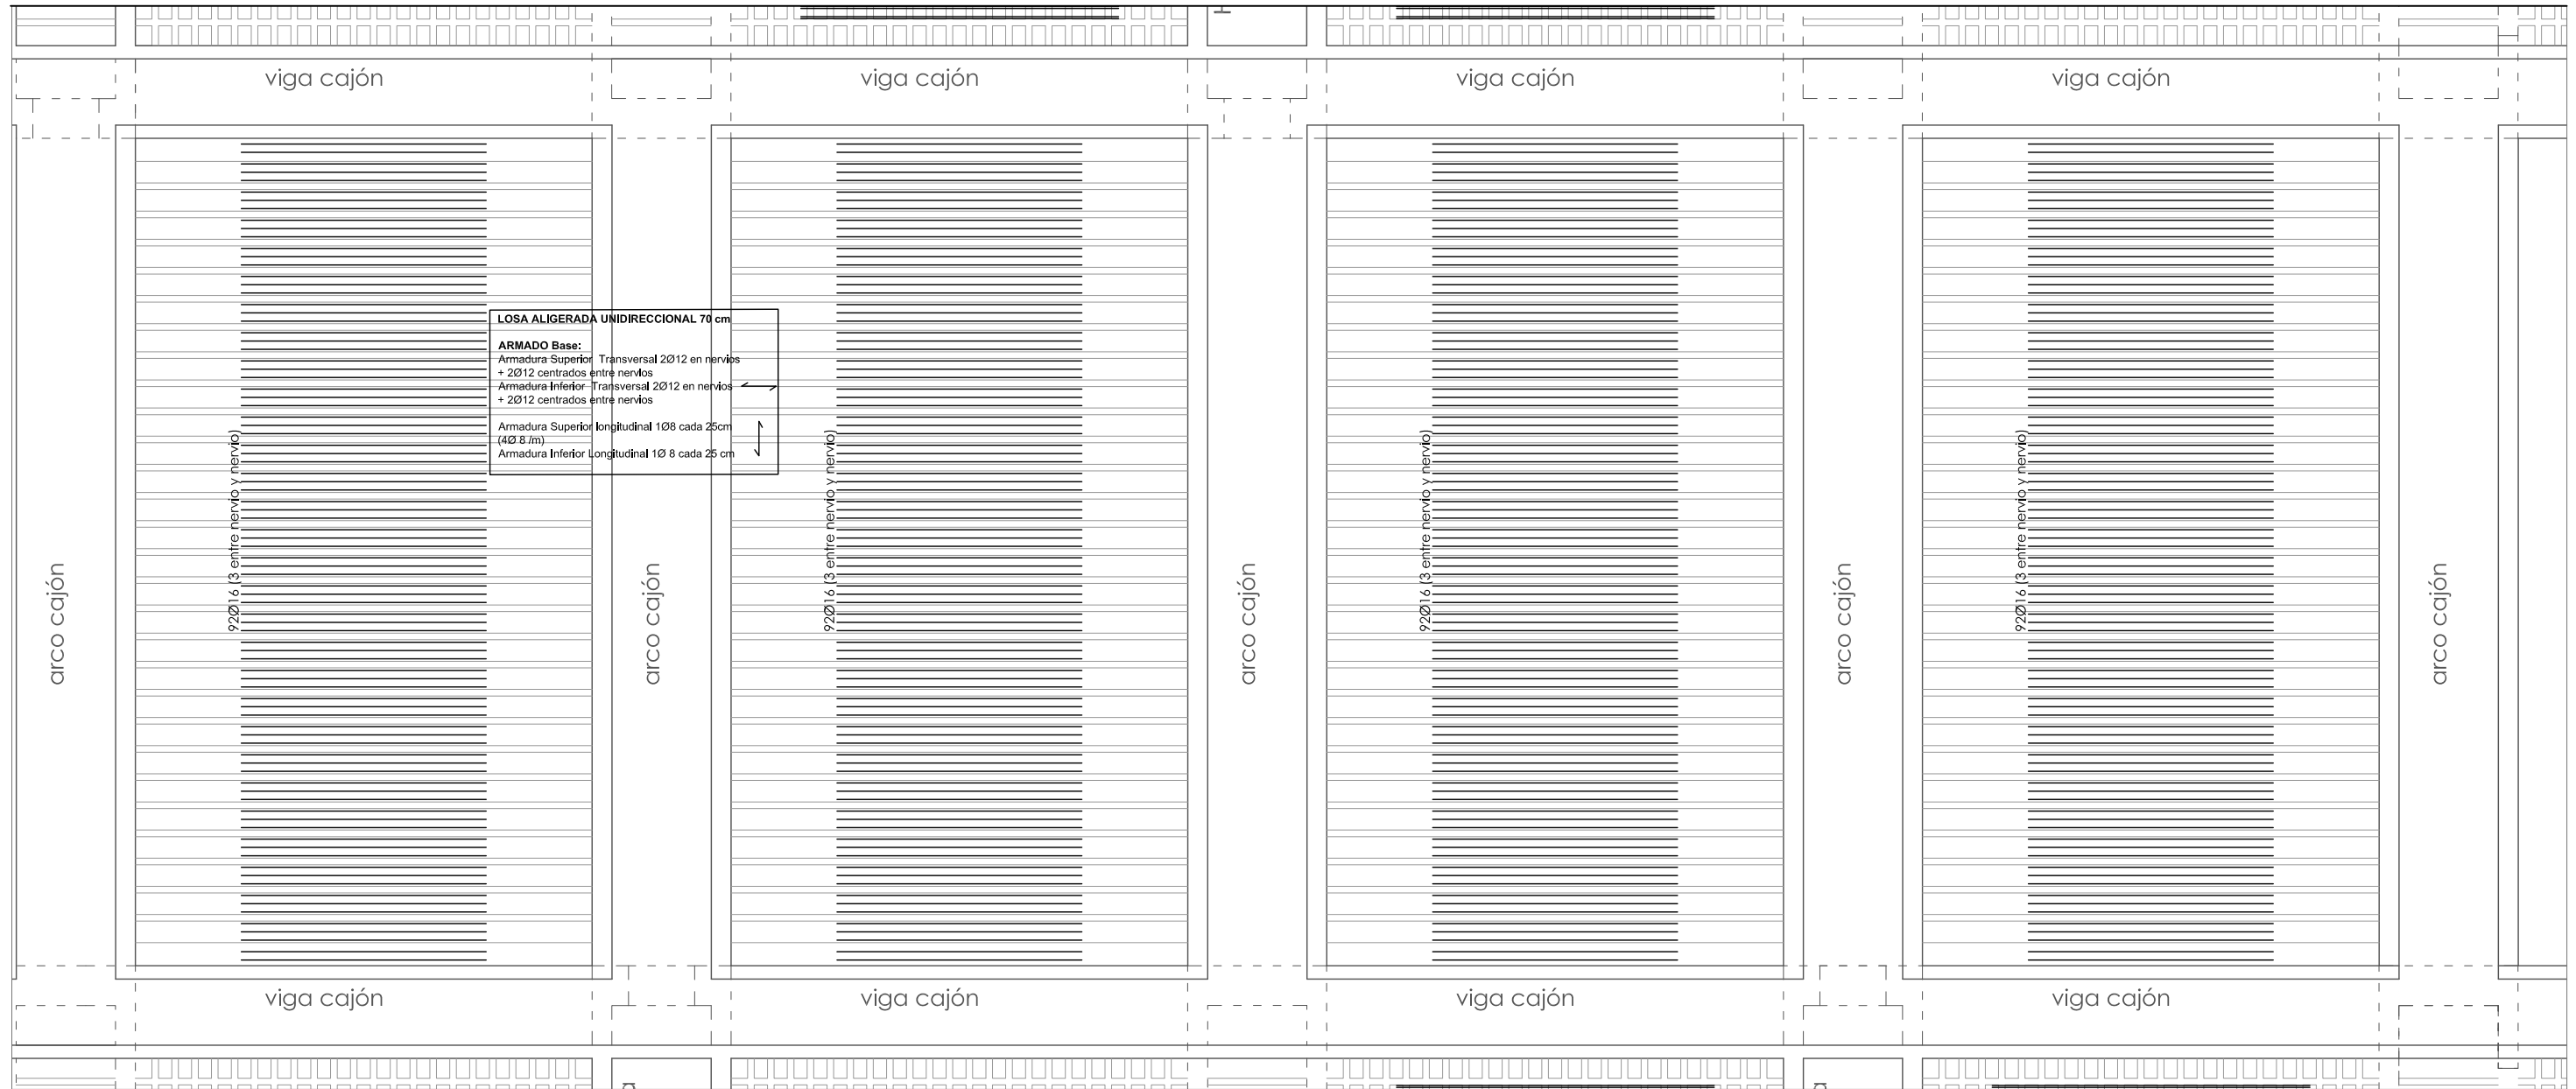 viga cajón
viga cajón
viga cajón
viga cajón
LOSA ALIGERADA UNIDIRECCIONAL 70 cm
ARMADO Base:
Armadura Superior Transversal 2Ø12 en nervios
+ 2Ø12 centrados entre nervios
Armadura Inferior Transversal 2Ø12 en nervios
+ 2Ø12 centrados entre nervios
Armadura Superior longitudinal 1Ø8 cada 25cm
(4Ø 8 /m)
Armadura Inferior Longitudinal 1Ø 8 cada 25 cm
arco cajón
92Ø16 (3 entre nervio y nervio)
arco cajón
92Ø16 (3 entre nervio y nervio)
arco cajón
92Ø16 (3 entre nervio y nervio)
arco cajón
92Ø16 (3 entre nervio y nervio)
arco cajón
viga cajón
viga cajón
viga cajón
viga cajón